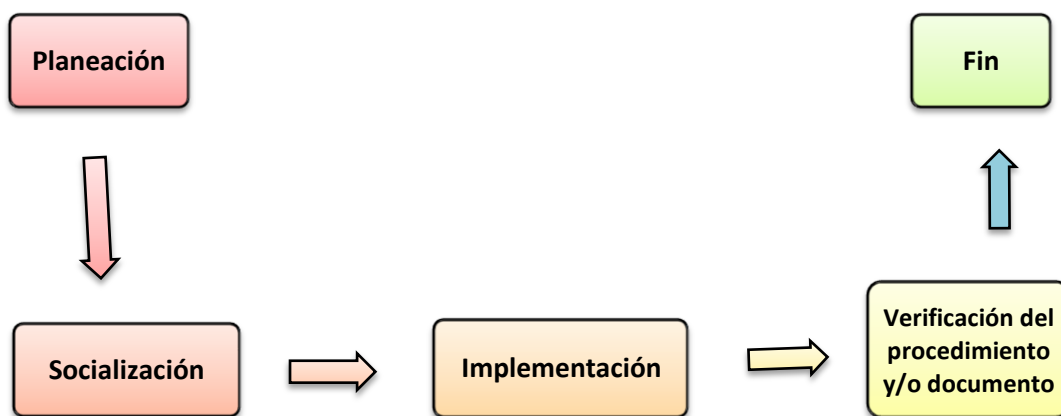 Planeación
Fin
Socialización
Implementación
Verificación del
procedimiento
y/o documento